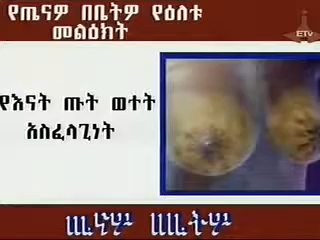 የጤናዎ በቤትዎ የዕለቱ
መልዕክት
ETV
የእናት ጡት ወተት
አስፈላጊነት
ጤናዎ በቤትዎ